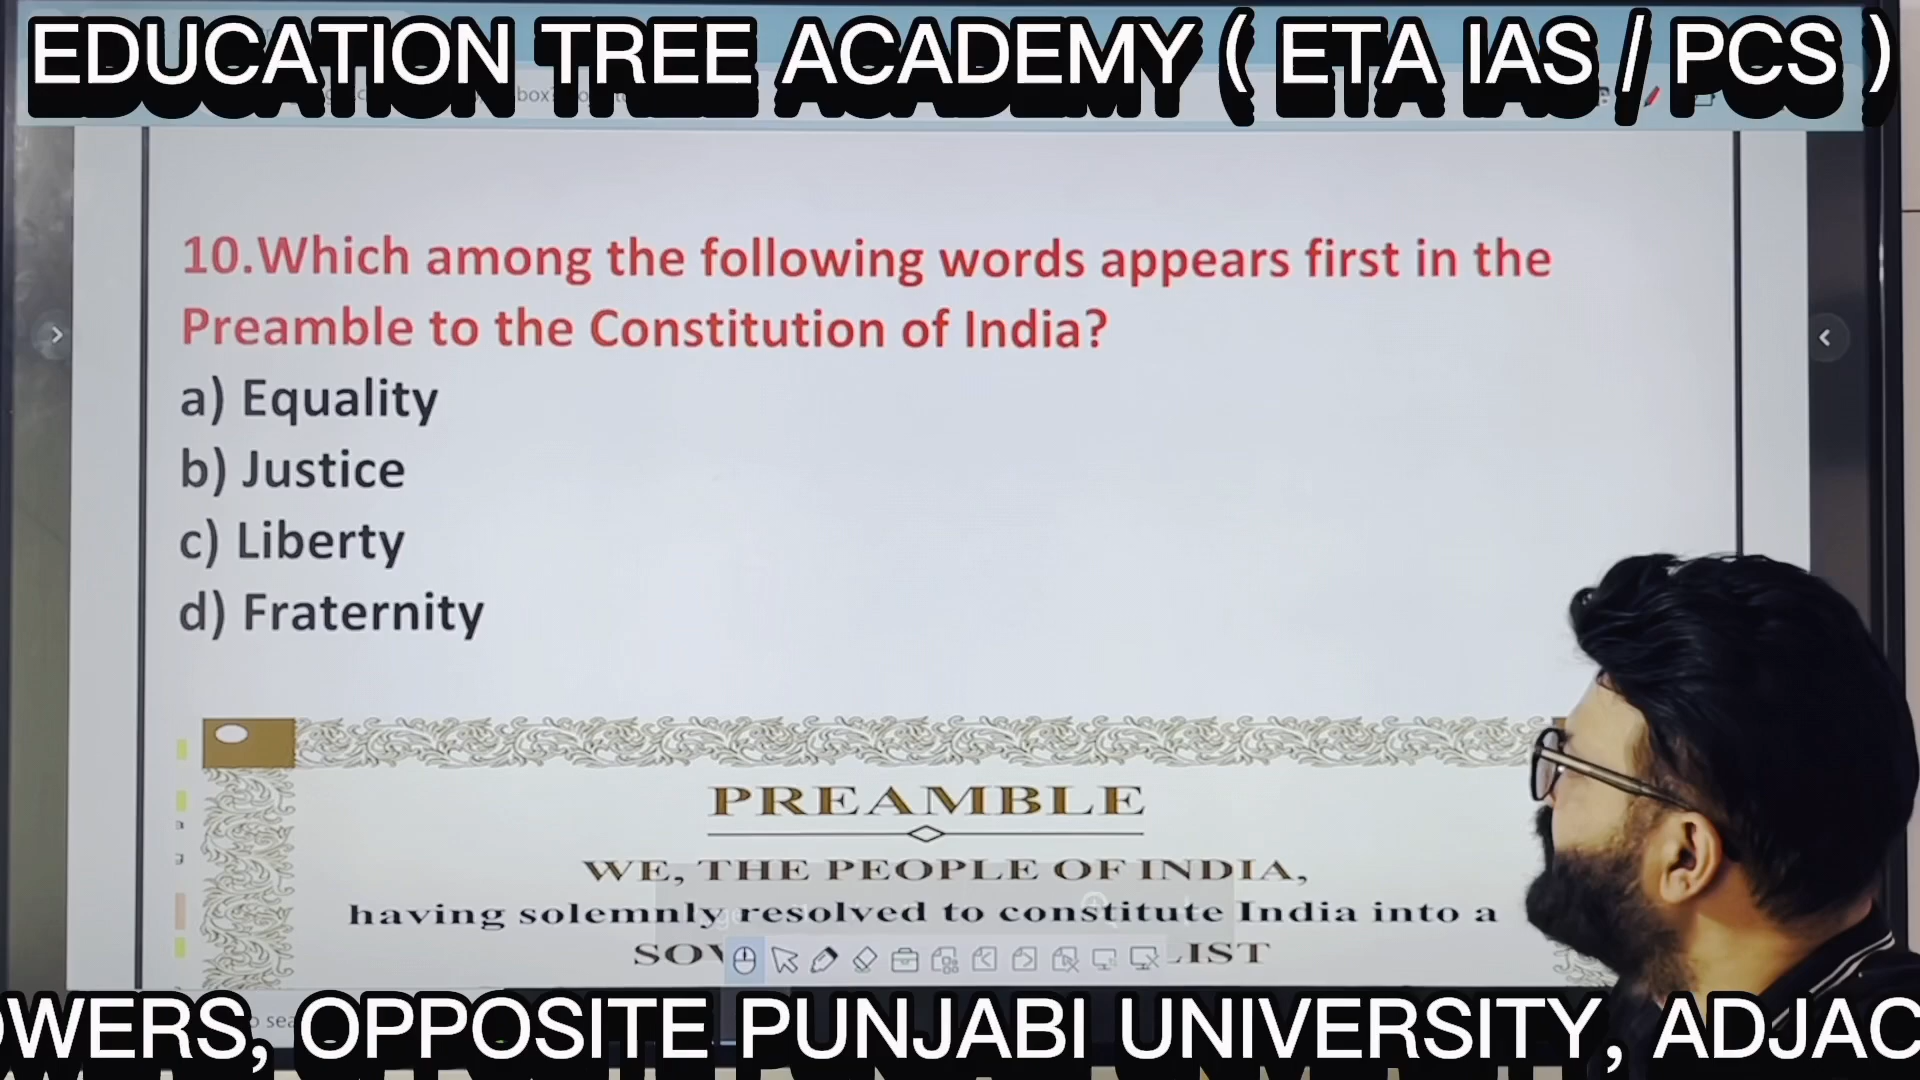 EDUCATION TREE ACADEMY ( ETA IAS / PCS )
10.Which among the following words appears first in the
Preamble to the Constitution of India?
a) Equality
b) Justice
c) Liberty
d) Fraternity
PREAMBLE
WE, THE PEOPLE OF INDIA,
having solemnly resolved to constitute India into a
SOV LIST
OWERS, OPPOSITE PUNJABI UNIVERSITY, ADJAC